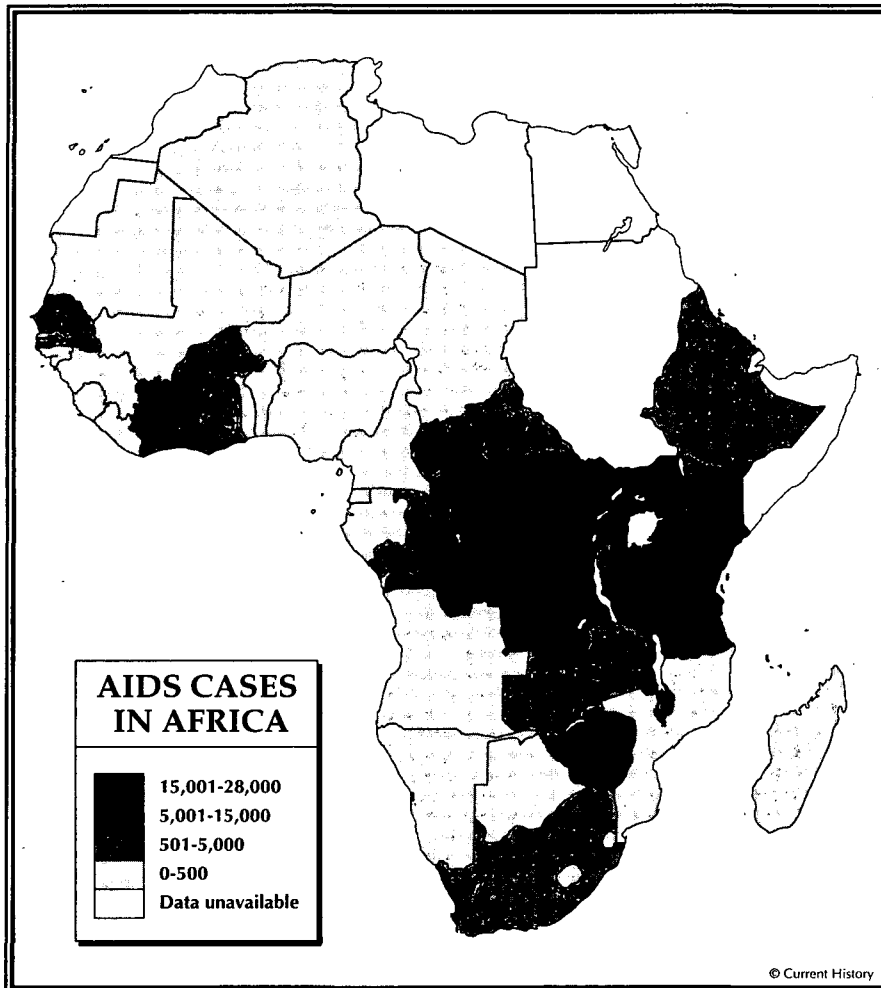 AIDS CASES
IN AFRICA
15,001-28,000
5,001-15,000
501-5,000
0-500
Data unavailable
© Current History